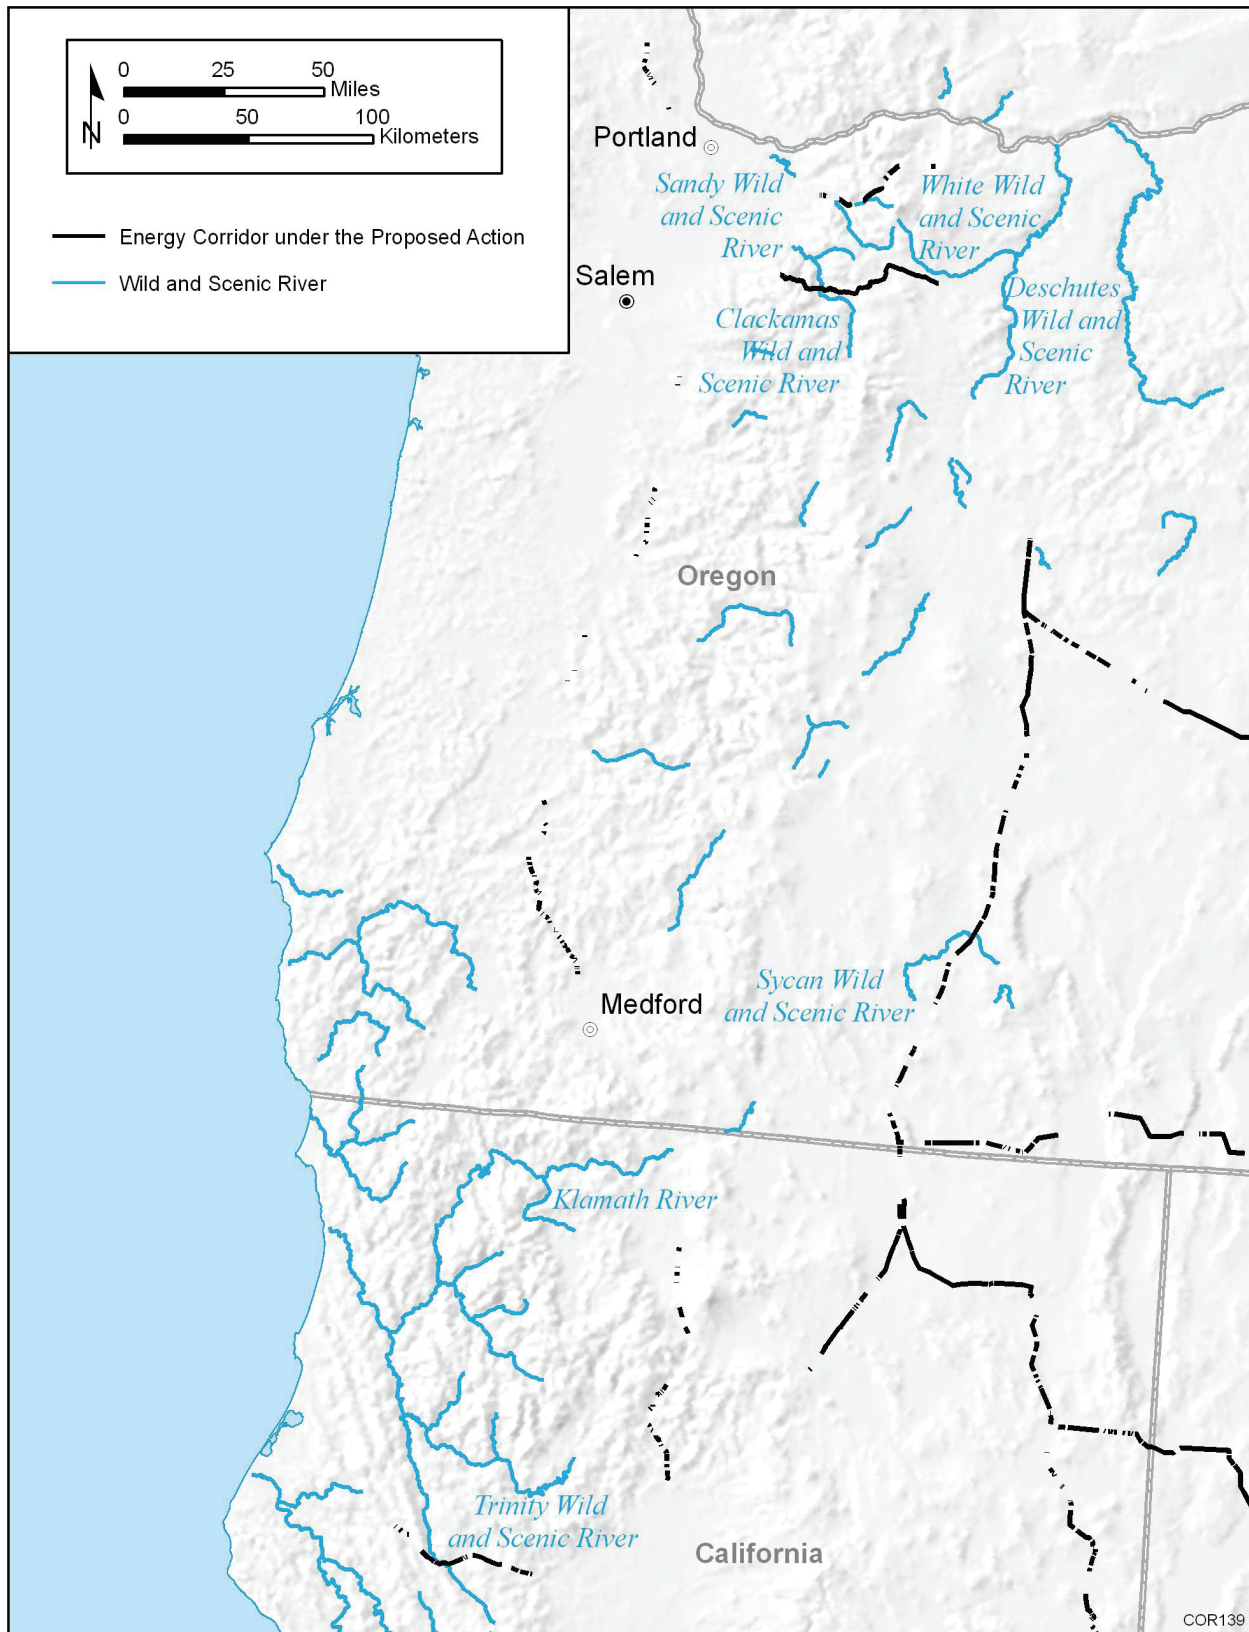 0 25 50
Miles
0 50 100
Kilometers
N
Energy Corridor under the Proposed Action
Wild and Scenic River
Portland
Sandy Wild
and Scenic
River
White Wild
and Scenic
River
Salem
Clackamas
Wild and
Scenic River
Deschutes
Wild and
Scenic
River
Oregon
Sycan Wild
and Scenic River
Medford
Klamath River
Trinity Wild
and Scenic River
California
COR139